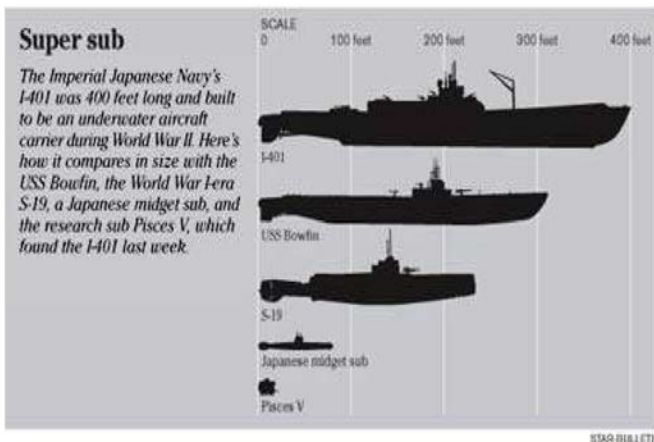 Super sub
The Imperial Japanese Navy's
I-401 was 400 feet long and built
to be an underwater aircraft
carrier during World War II. Here's
how it compares in size with the
USS Bowfin, the World War I-era
S-19, a Japanese midget sub, and
the research sub Pisces V, which
found the I-401 last week.
SCALE
0 100 feet 200 feet 300 feet 400 feet
I-401
USS Bowfin
S-19
Japanese midget sub
Pisces V